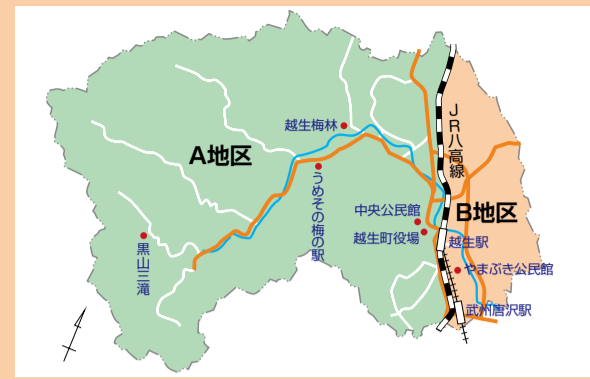 越生梅林
JR八高線
A地区
うめその梅の駅
中央公民館
B地区
越生町役場
越生駅
黒山三滝
やまぶき公民館
武州唐沢駅